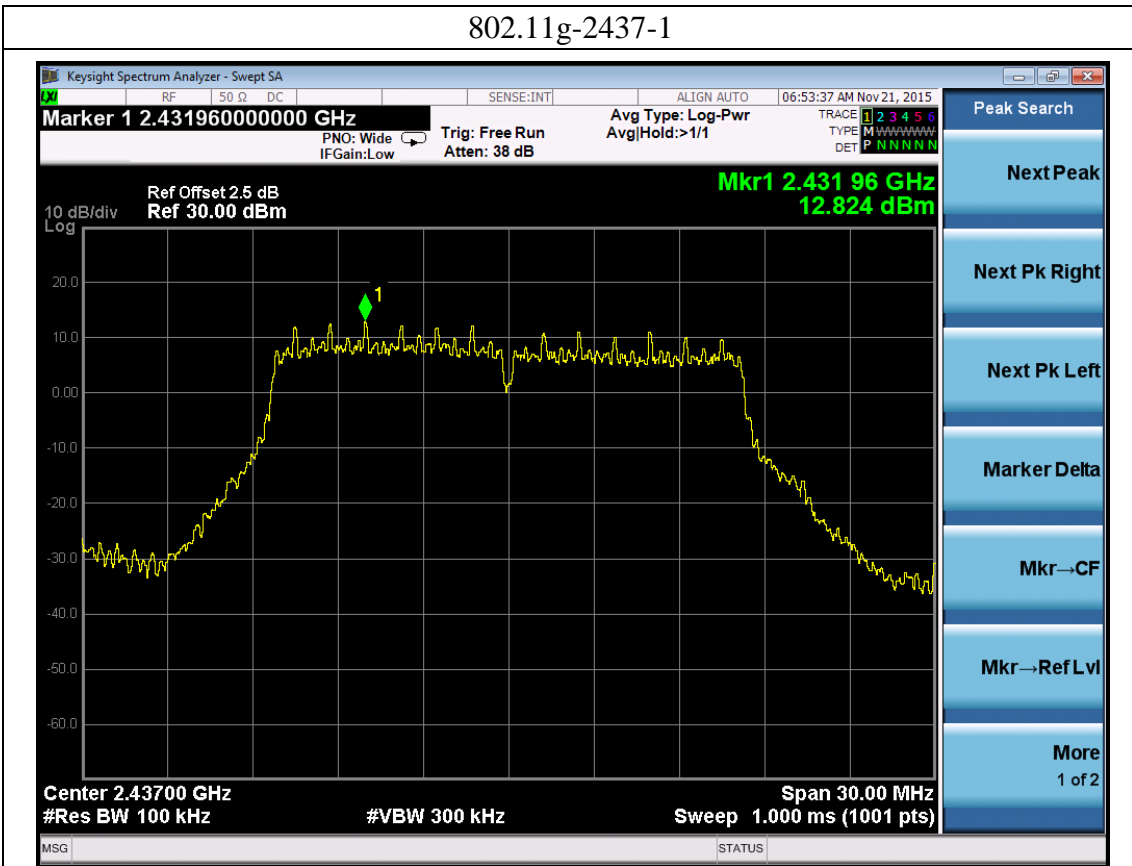 802.11g-2437-1
Keysight Spectrum Analyzer - Swept SA
LXI RF 50 Ω DC SENSE:INT ALIGN AUTO 06:53:37 AM Nov 21, 2015
Marker 1 2.431960000000 GHz
PNO: Wide
IFGain:Low
Trig: Free Run
Atten: 38 dB
Avg Type: Log-Pwr
Avg|Hold:>1/1
TRACE 1 2 3 4 5 6
TYPE M WWWWW
DET P N N N N N
Peak Search
Ref Offset 2.5 dB
10 dB/div Ref 30.00 dBm
Log
Mkr1 2.431 96 GHz
12.824 dBm
1
20.0
10.0
0.00
-10.0
-20.0
-30.0
-40.0
-50.0
-60.0
Center 2.43700 GHz Span 30.00 MHz
#Res BW 100 kHz #VBW 300 kHz Sweep 1.000 ms (1001 pts)
Next Peak
Next Pk Right
Next Pk Left
Marker Delta
Mkr→CF
Mkr→Ref Lvl
More
1 of 2
MSG STATUS